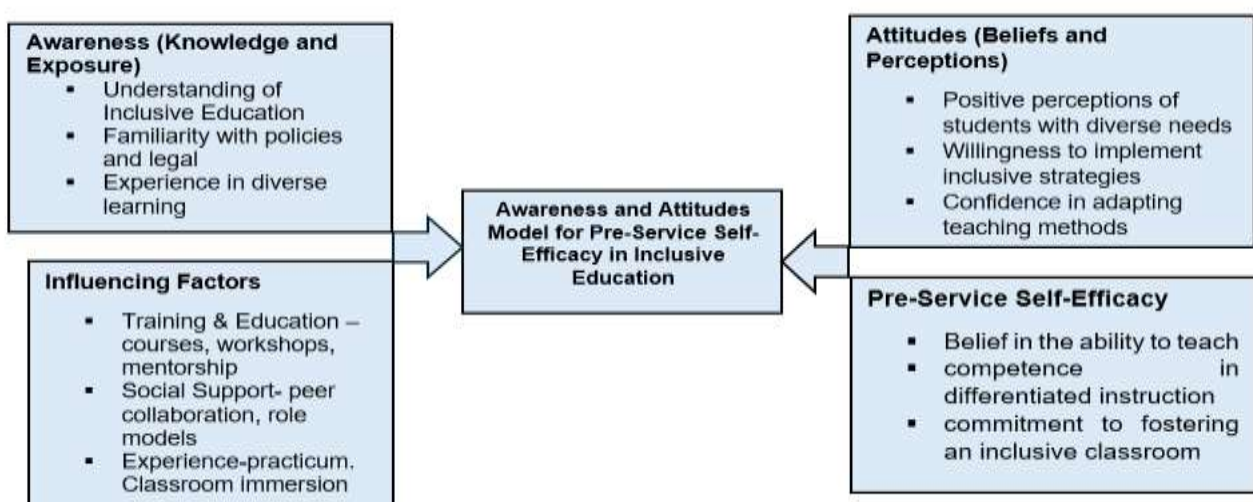 Awareness (Knowledge and
Exposure)
▪ Understanding of
Inclusive Education
▪ Familiarity with policies
and legal
▪ Experience in diverse
learning
Influencing Factors
▪ Training & Education –
courses, workshops,
mentorship
▪ Social Support- peer
collaboration, role
models
▪ Experience-practicum.
Classroom immersion
Awareness and Attitudes
Model for Pre-Service Self-
Efficacy in Inclusive
Education
Attitudes (Beliefs and
Perceptions)
▪ Positive perceptions of
students with diverse needs
▪ Willingness to implement
inclusive strategies
▪ Confidence in adapting
teaching methods
Pre-Service Self-Efficacy
▪ Belief in the ability to teach
▪ competence in
differentiated instruction
▪ commitment to fostering
an inclusive classroom